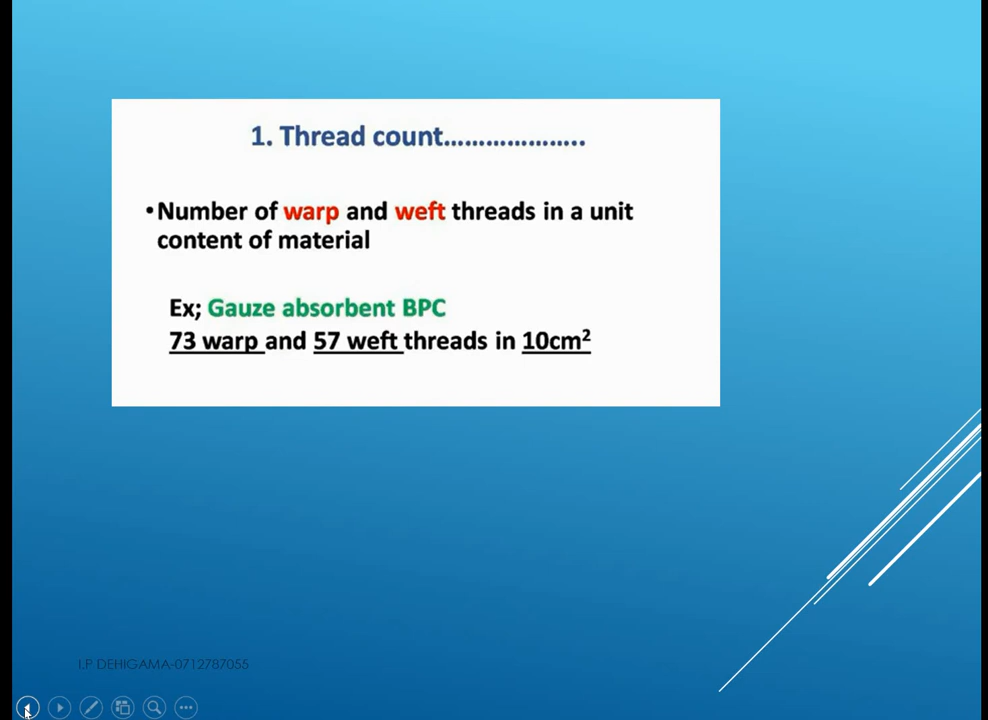 1. Thread count………………..
•Number of warp and weft threads in a unit
content of material
Ex; Gauze absorbent BPC
73 warp and 57 weft threads in 10cm²
I.P DEHIGAMA-0712787055